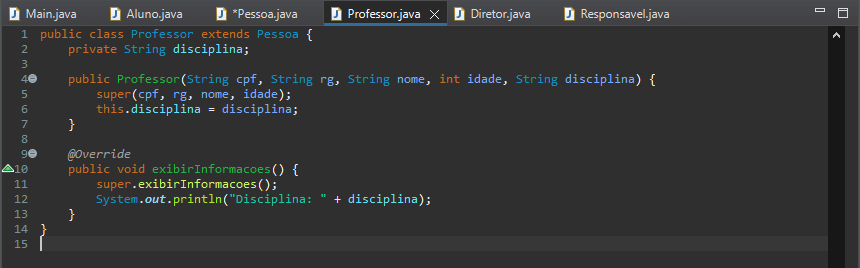 Main.java Aluno.java *Pessoa.java Professor.java Diretor.java Responsavel.java
1 public class Professor extends Pessoa {
2     private String disciplina;
3
4     public Professor(String cpf, String rg, String nome, int idade, String disciplina) {
5         super(cpf, rg, nome, idade);
6         this.disciplina = disciplina;
7     }
8
9     @Override
10     public void exibirInformacoes() {
11         super.exibirInformacoes();
12         System.out.println("Disciplina: " + disciplina);
13     }
14 }
15